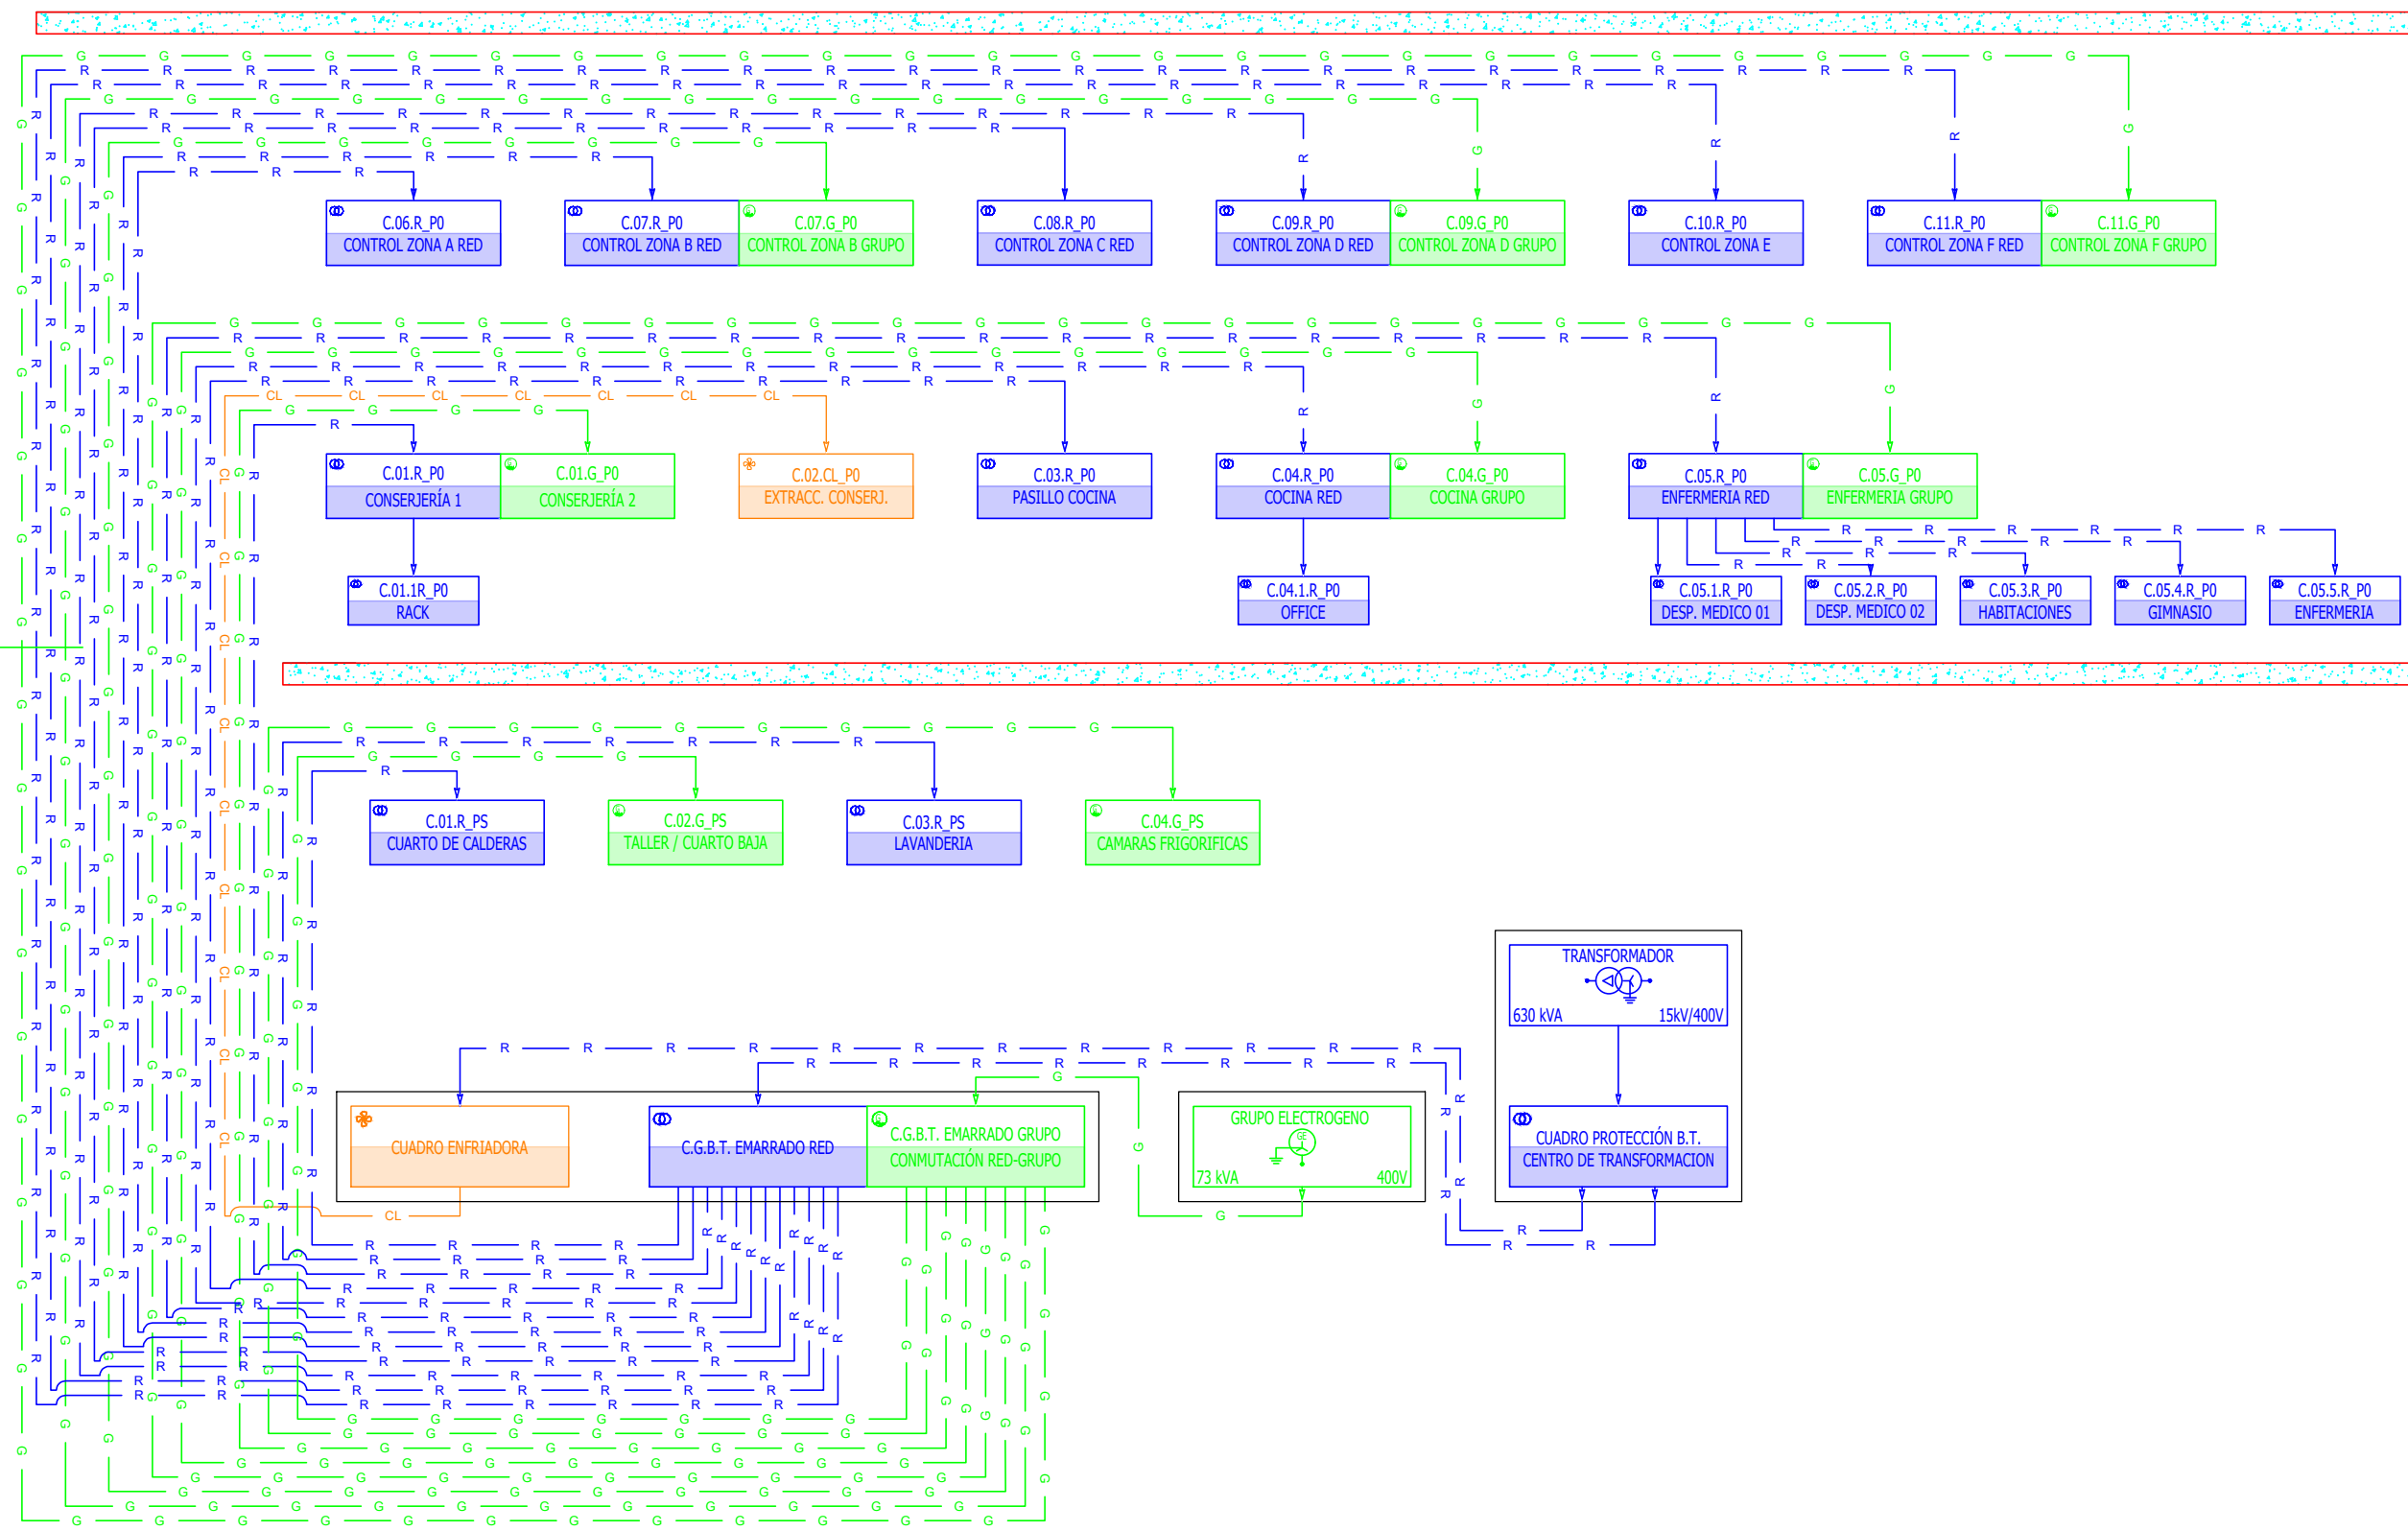 C.06.R_P0
CONTROL ZONA A RED
C.07.R_P0
CONTROL ZONA B RED
C.07.G_P0
CONTROL ZONA B GRUPO
C.08.R_P0
CONTROL ZONA C RED
C.09.R_P0
CONTROL ZONA D RED
C.09.G_P0
CONTROL ZONA D GRUPO
C.10.R_P0
CONTROL ZONA E
C.11.R_P0
CONTROL ZONA F RED
C.11.G_P0
CONTROL ZONA F GRUPO
C.01.R_P0
CONSERJERÍA 1
C.01.G_P0
CONSERJERÍA 2
C.02.CL_P0
EXTRACC. CONSERJ.
C.03.R_P0
PASILLO COCINA
C.04.R_P0
COCINA RED
C.04.G_P0
COCINA GRUPO
C.05.R_P0
ENFERMERIA RED
C.05.G_P0
ENFERMERIA GRUPO
C.01.1R_P0
RACK
C.04.1.R_P0
OFFICE
C.05.1.R_P0
DESP. MEDICO 01
C.05.2.R_P0
DESP. MEDICO 02
C.05.3.R_P0
HABITACIONES
C.05.4.R_P0
GIMNASIO
C.05.5.R_P0
ENFERMERIA
C.01.R_PS
CUARTO DE CALDERAS
C.02.G_PS
TALLER / CUARTO BAJA
C.03.R_PS
LAVANDERIA
C.04.G_PS
CAMARAS FRIGORIFICAS
TRANSFORMADOR
630 kVA 15kV/400V
CUADRO ENFRIADORA
C.G.B.T. EMARRADO RED
C.G.B.T. EMARRADO GRUPO
CONMUTACIÓN RED-GRUPO
GRUPO ELECTROGENO
GE
73 kVA 400V
CUADRO PROTECCIÓN B.T.
CENTRO DE TRANSFORMACION